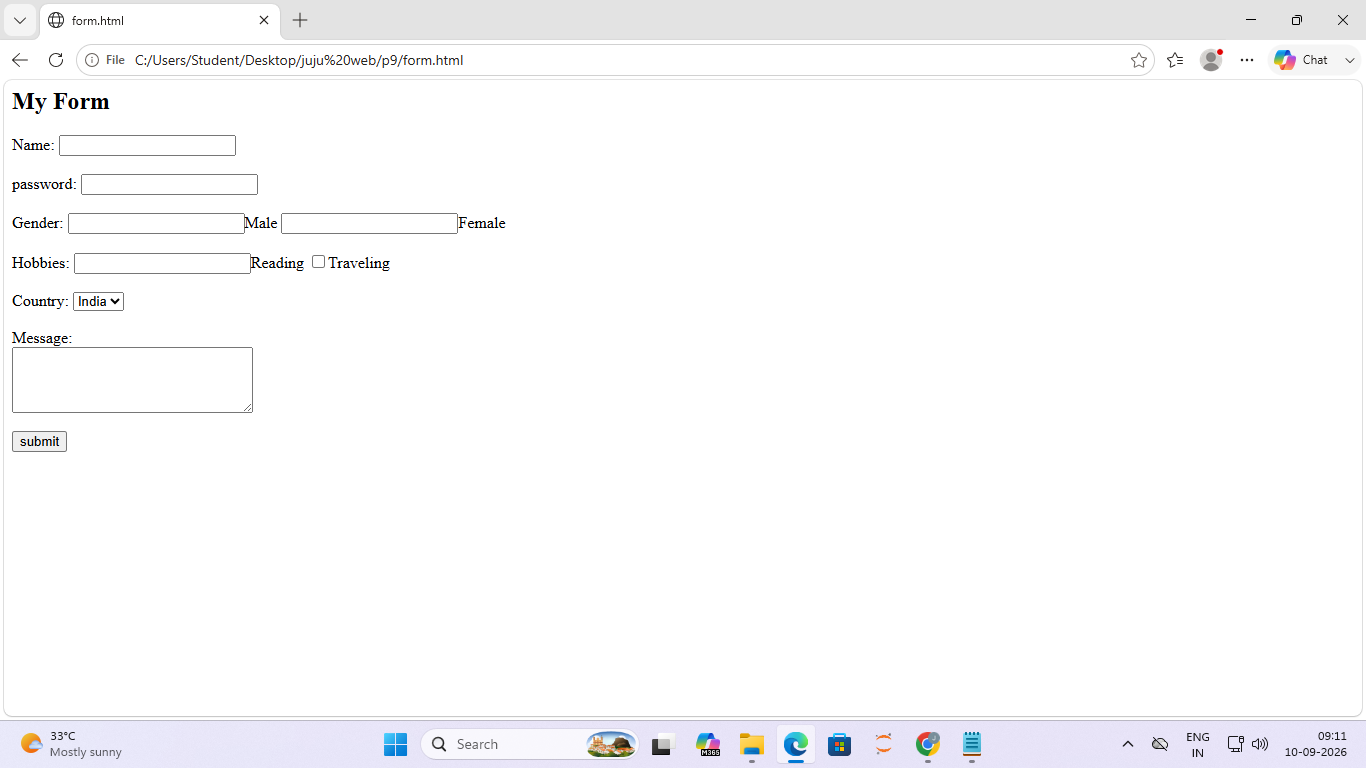 form.html
File C:/Users/Student/Desktop/juju%20web/p9/form.html
Chat
My Form
Name:
password:
Gender: Male Female
Hobbies: Reading Traveling
Country: India
Message:
submit
33°C
Mostly sunny
Search
M365
ENG
IN
09:11
10-09-2026